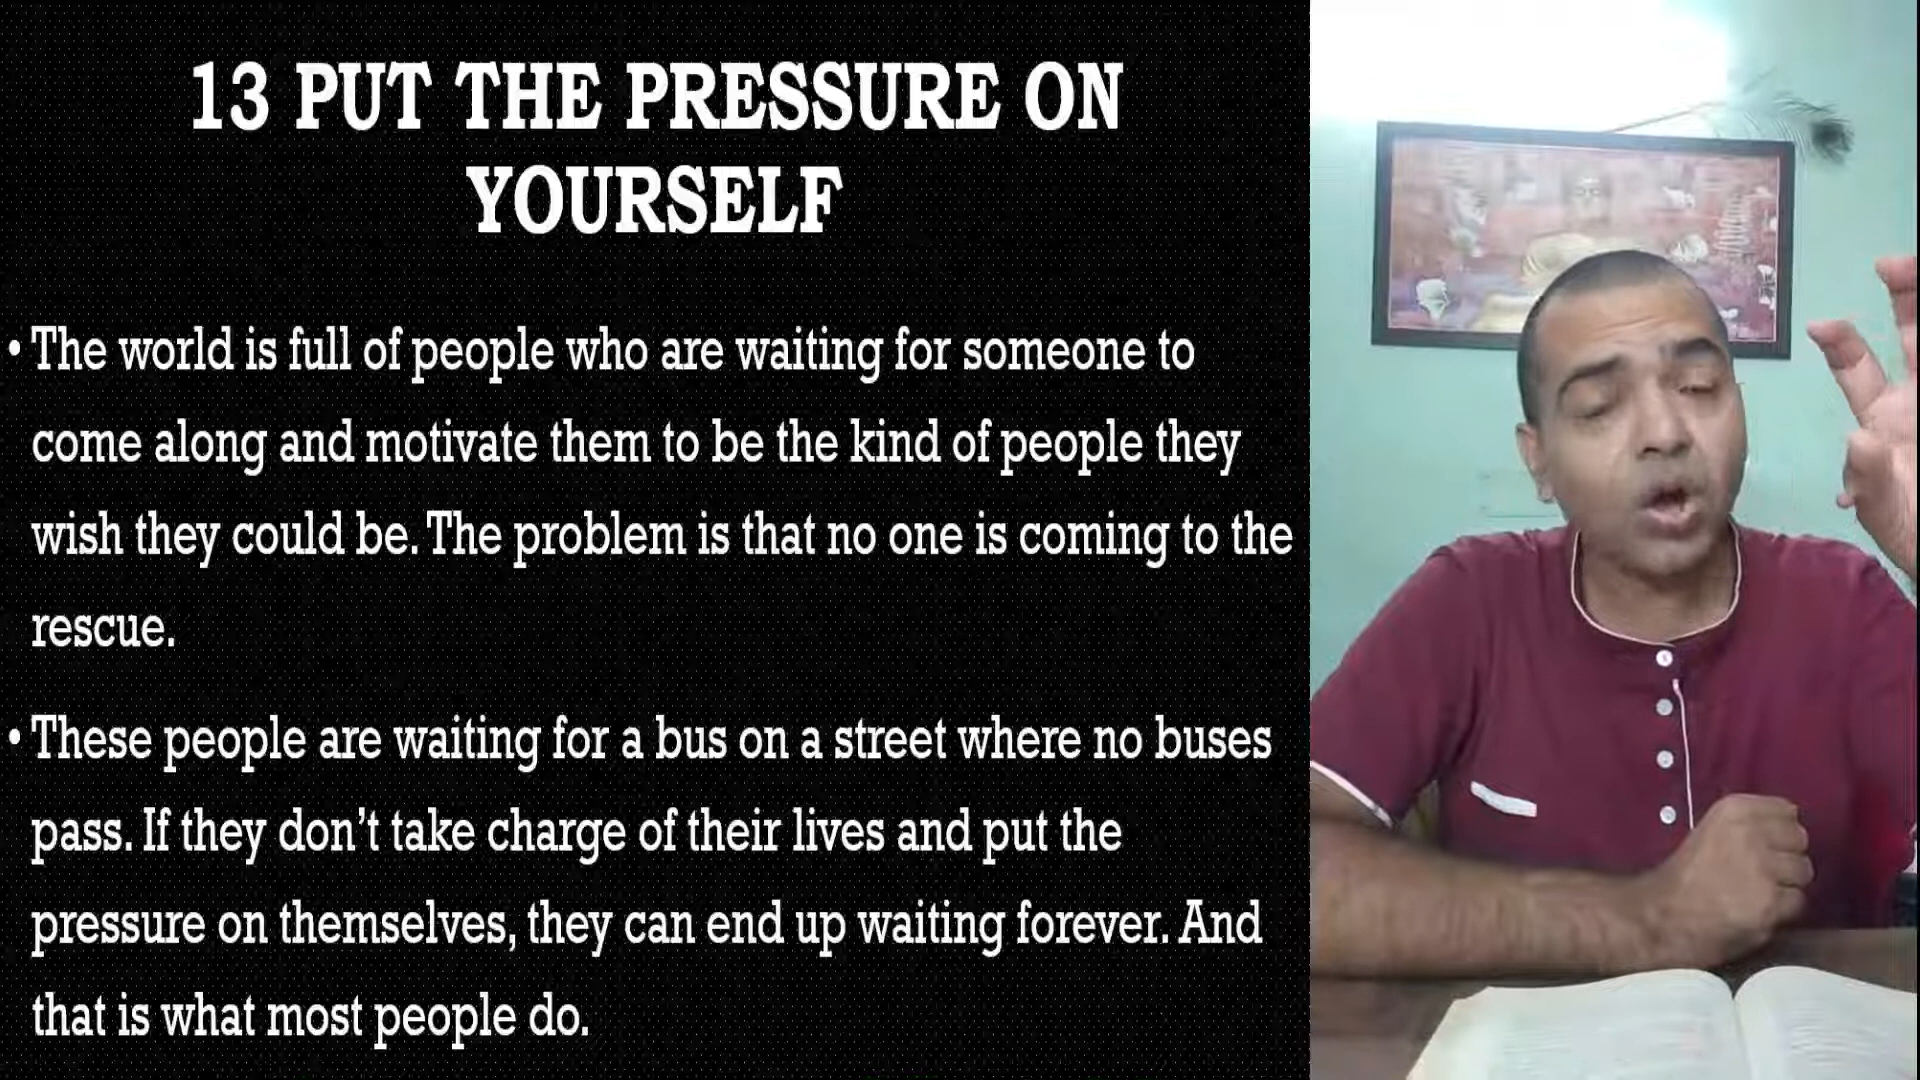 13 PUT THE PRESSURE ON
YOURSELF
• The world is full of people who are waiting for someone to
come along and motivate them to be the kind of people they
wish they could be. The problem is that no one is coming to the
rescue.
• These people are waiting for a bus on a street where no buses
pass. If they don’t take charge of their lives and put the
pressure on themselves, they can end up waiting forever. And
that is what most people do.